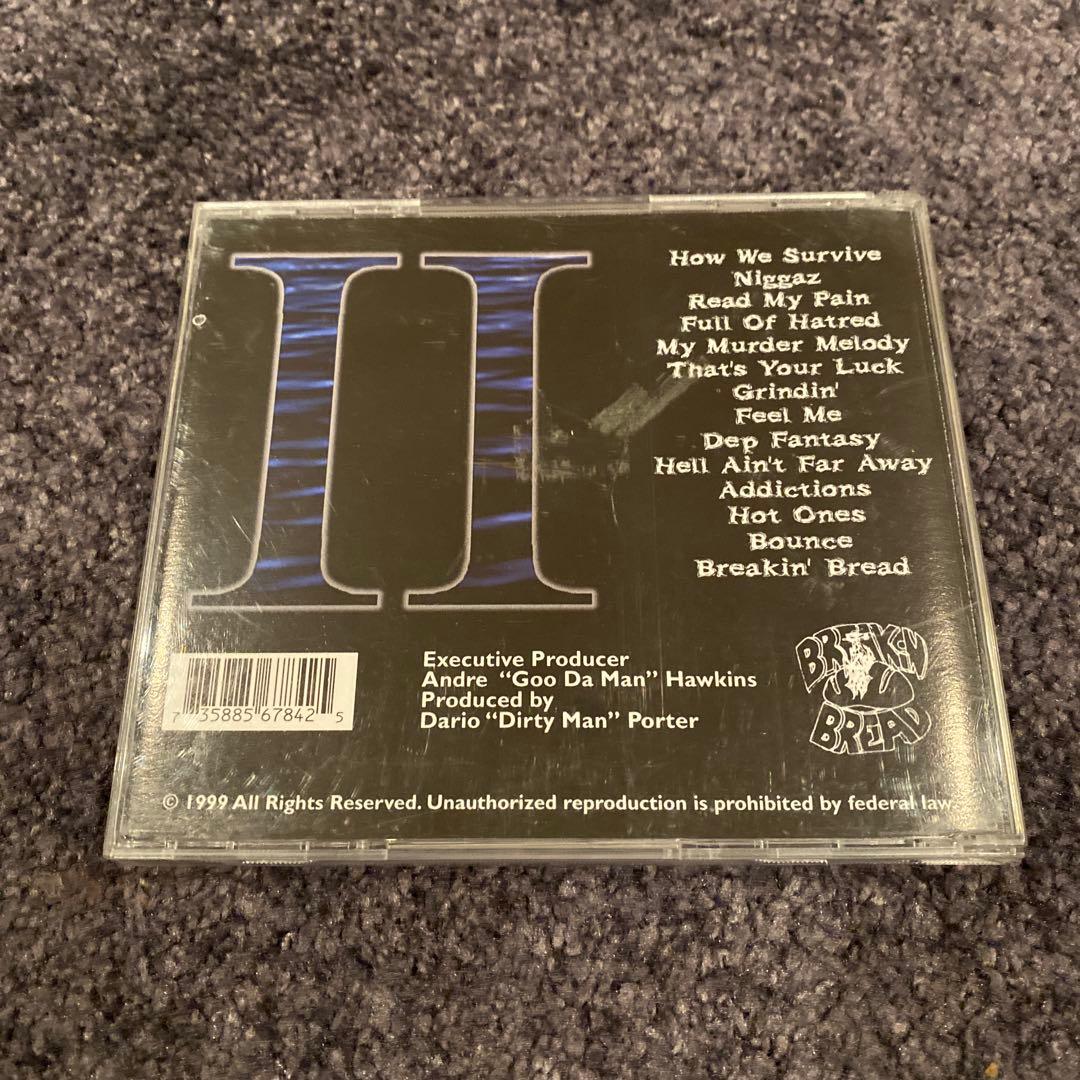 II
How We Survive
Niggaz
Read My Pain
Full Of Hatred
My Murder Melody
That's Your Luck
Grindin'
Feel Me
Dep Fantasy
Hell Ain't Far Away
Addictions
Hot Ones
Bounce
Breakin' Bread
7 35885 67842 5
Executive Producer
Andre "Goo Da Man" Hawkins
Produced by
Dario "Dirty Man" Porter
BREAKIN
BREAD
© 1999 All Rights Reserved. Unauthorized reproduction is prohibited by federal law.